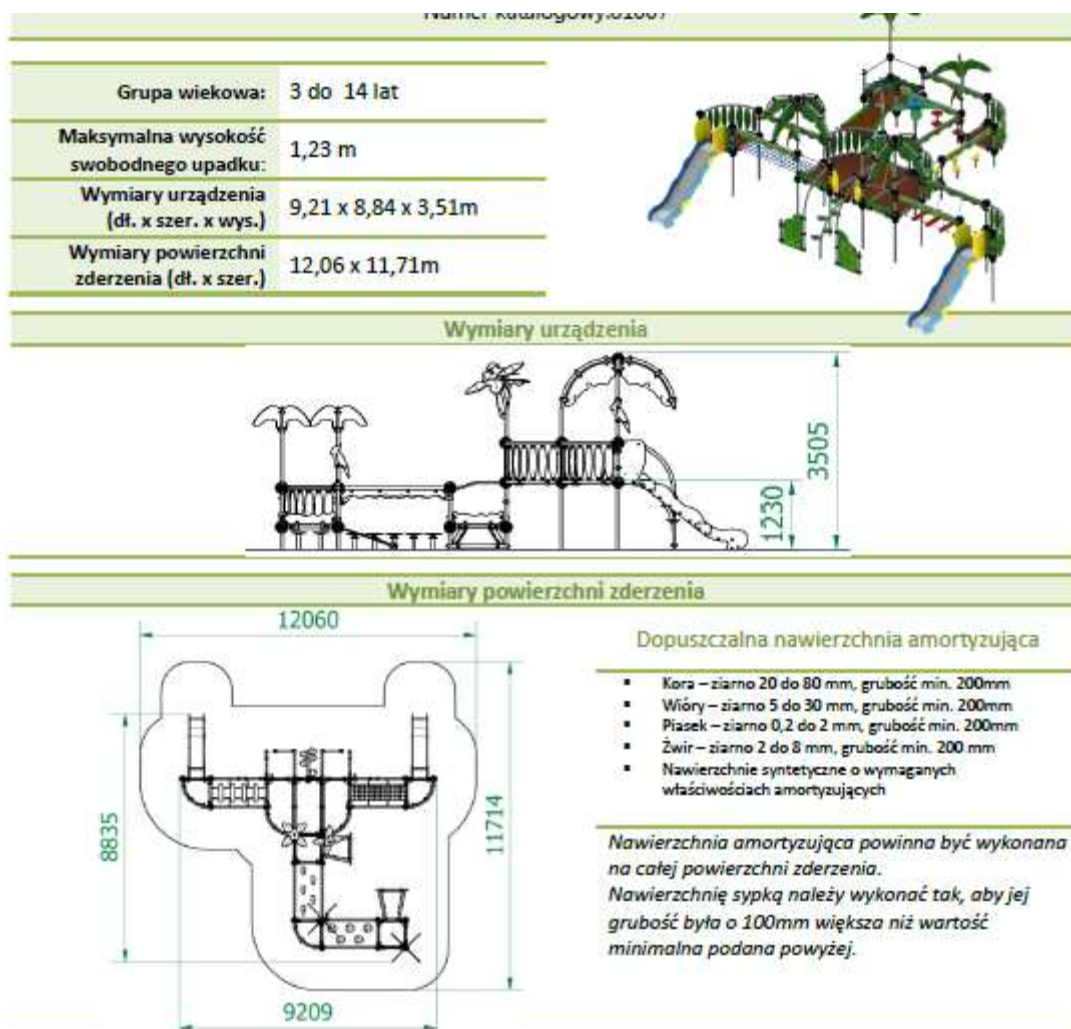 Numer katalogowy:01007
Grupa wiekowa: 3 do 14 lat
Maksymalna wysokość
swobodnego upadku: 1,23 m
Wymiary urządzenia
(dł. x szer. x wys.) 9,21 x 8,84 x 3,51m
Wymiary powierzchni
zderzenia (dł. x szer.) 12,06 x 11,71m
Wymiary urządzenia
3505
1230
Wymiary powierzchni zderzenia
12060
8835
11714
9209
Dopuszczalna nawierzchnia amortyzująca
▪ Kora – ziarno 20 do 80 mm, grubość min. 200mm
▪ Wióry – ziarno 5 do 30 mm, grubość min. 200mm
▪ Piasek – ziarno 0,2 do 2 mm, grubość min. 200mm
▪ Żwir – ziarno 2 do 8 mm, grubość min. 200 mm
▪ Nawierzchnie syntetyczne o wymaganych
właściwościach amortyzujących
Nawierzchnia amortyzująca powinna być wykonana
na całej powierzchni zderzenia.
Nawierzchnię sypką należy wykonać tak, aby jej
grubość była o 100mm większa niż wartość
minimalna podana powyżej.